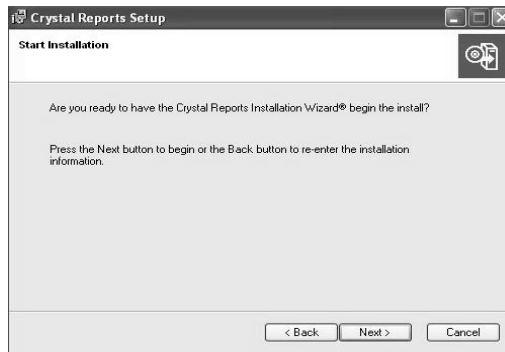 Crystal Reports Setup
Start Installation
Are you ready to have the Crystal Reports Installation Wizard® begin the install?
Press the Next button to begin or the Back button to re-enter the installation
information.
< Back
Next >
Cancel